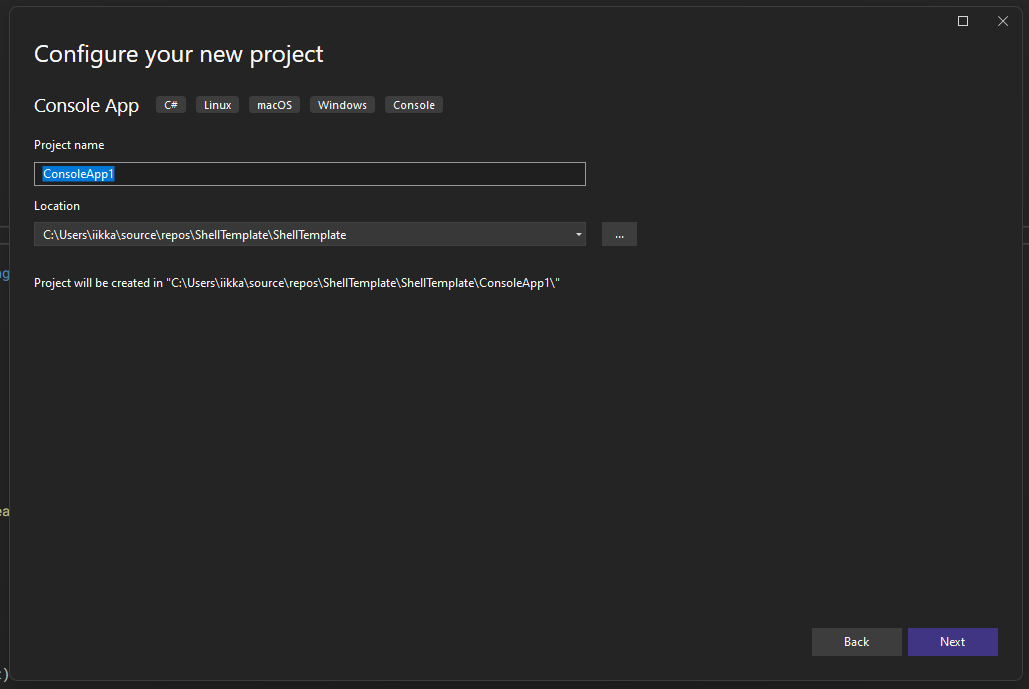 Configure your new project
Console App C# Linux macOS Windows Console
Project name
ConsoleApp1
Location
C:\Users\iikka\source\repos\ShellTemplate\ShellTemplate
...
Project will be created in "C:\Users\iikka\source\repos\ShellTemplate\ShellTemplate\ConsoleApp1\"
Back Next